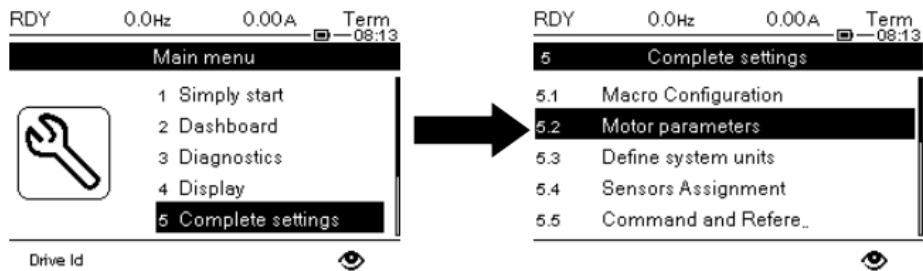 RDY 0.0Hz 0.00A Term
08:13
Main menu
1 Simply start
2 Dashboard
3 Diagnostics
4 Display
5 Complete settings
Drive Id
RDY 0.0Hz 0.00A Term
08:13
5 Complete settings
5.1 Macro Configuration
5.2 Motor parameters
5.3 Define system units
5.4 Sensors Assignment
5.5 Command and Refere..